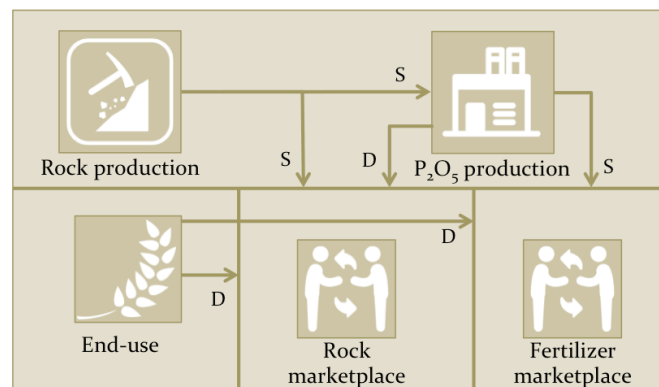 S
Rock production
S
D
P₂O₅ production
S
D
D
End-use
Rock
marketplace
Fertilizer
marketplace